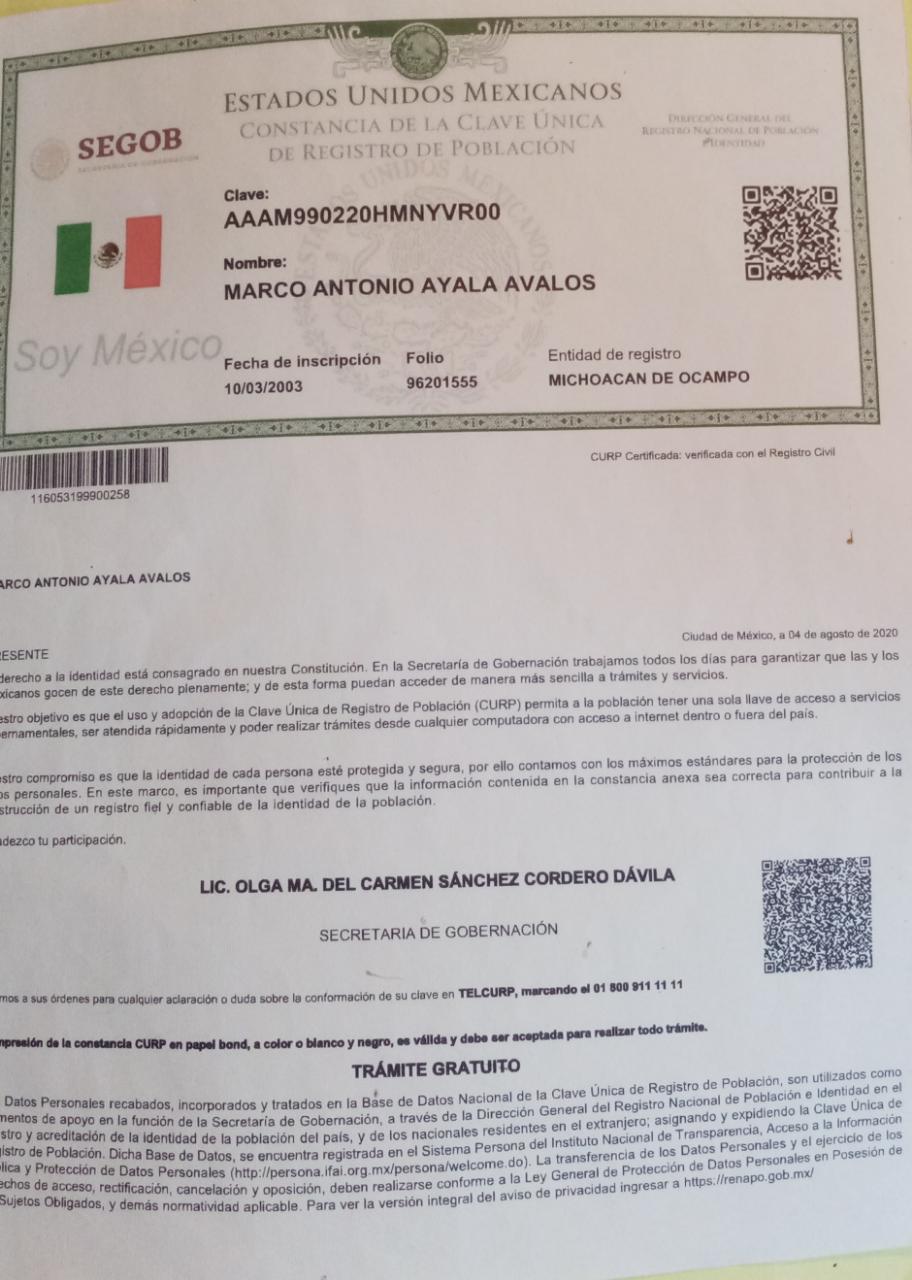 ESTADOS UNIDOS MEXICANOS
CONSTANCIA DE LA CLAVE ÚNICA
DE REGISTRO DE POBLACIÓN
SEGOB
SECRETARÍA DE GOBERNACIÓN
DIRECCIÓN GENERAL DEL
REGISTRO NACIONAL DE POBLACIÓN
E IDENTIDAD
ESTADOS UNIDOS MEXICANOS
Clave:
AAAM990220HMNYVR00
Nombre:
MARCO ANTONIO AYALA AVALOS
Soy México
Fecha de inscripción
10/03/2003
Folio
96201555
Entidad de registro
MICHOACAN DE OCAMPO
116053199900258
CURP Certificada: verificada con el Registro Civil
ARCO ANTONIO AYALA AVALOS
Ciudad de México, a 04 de agosto de 2020
RESENTE
derecho a la identidad está consagrado en nuestra Constitución. En la Secretaría de Gobernación trabajamos todos los días para garantizar que las y los
xicanos gocen de este derecho plenamente; y de esta forma puedan acceder de manera más sencilla a trámites y servicios.
estro objetivo es que el uso y adopción de la Clave Única de Registro de Población (CURP) permita a la población tener una sola llave de acceso a servicios
ernamentales, ser atendida rápidamente y poder realizar trámites desde cualquier computadora con acceso a internet dentro o fuera del país.
estro compromiso es que la identidad de cada persona esté protegida y segura, por ello contamos con los máximos estándares para la protección de los
os personales. En este marco, es importante que verifiques que la información contenida en la constancia anexa sea correcta para contribuir a la
strucción de un registro fiel y confiable de la identidad de la población.
adezco tu participación.
LIC. OLGA MA. DEL CARMEN SÁNCHEZ CORDERO DÁVILA
SECRETARIA DE GOBERNACIÓN
mos a sus órdenes para cualquier aclaración o duda sobre la conformación de su clave en TELCURP, marcando el 01 800 911 11 11
mpresión de la constancia CURP en papel bond, a color o blanco y negro, es válida y debe ser aceptada para realizar todo trámite.
TRÁMITE GRATUITO
Datos Personales recabados, incorporados y tratados en la Base de Datos Nacional de la Clave Única de Registro de Población, son utilizados como
mentos de apoyo en la función de la Secretaría de Gobernación, a través de la Dirección General del Registro Nacional de Población e Identidad en el
stro y acreditación de la identidad de la población del país, y de los nacionales residentes en el extranjero; asignando y expidiendo la Clave Única de
gistro de Población. Dicha Base de Datos, se encuentra registrada en el Sistema Persona del Instituto Nacional de Transparencia, Acceso a la Información
lica y Protección de Datos Personales (http://persona.ifai.org.mx/persona/welcome.do). La transferencia de los Datos Personales y el ejercicio de los
echos de acceso, rectificación, cancelación y oposición, deben realizarse conforme a la Ley General de Protección de Datos Personales en Posesión de
Sujetos Obligados, y demás normatividad aplicable. Para ver la versión integral del aviso de privacidad ingresar a https://renapo.gob.mx/